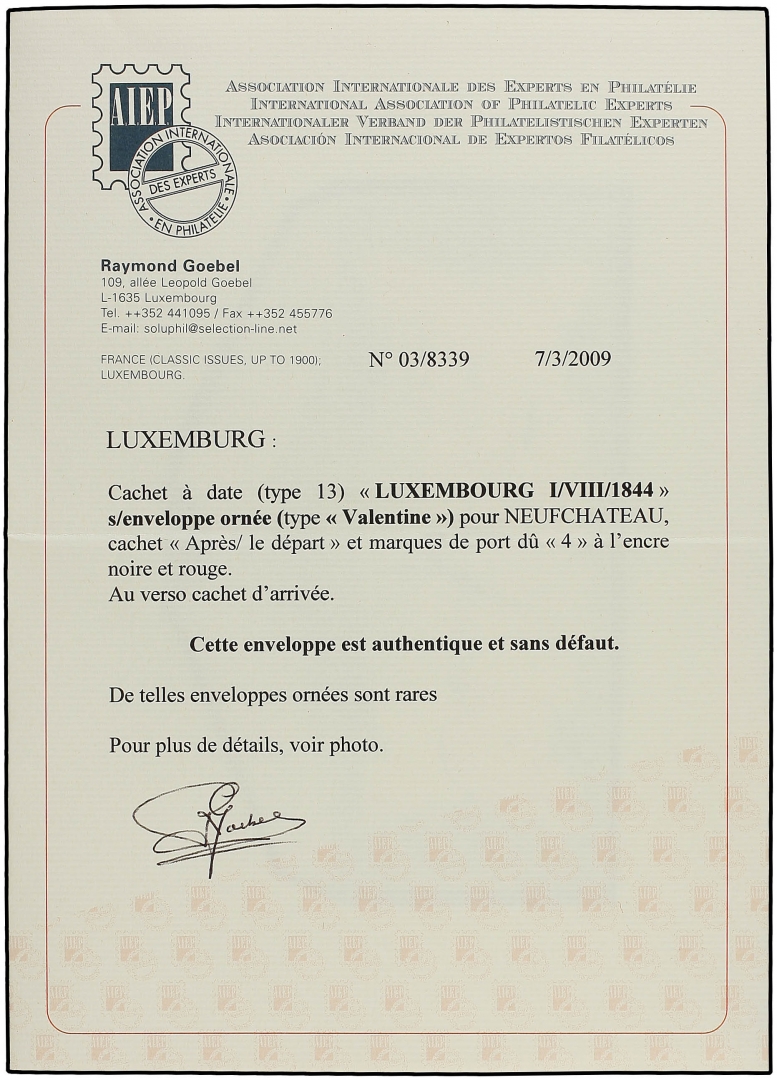 AIEP
ASSOCIATION INTERNATIONALE
DES EXPERTS
• EN PHILATELIE •
ASSOCIATION INTERNATIONALE DES EXPERTS EN PHILATÉLIE
INTERNATIONAL ASSOCIATION OF PHILATELIC EXPERTS
INTERNATIONALER VERBAND DER PHILATELISTISCHEN EXPERTEN
ASOCIACIÓN INTERNACIONAL DE EXPERTOS FILATÉLICOS
Raymond Goebel
109, allée Leopold Goebel
L-1635 Luxembourg
Tel. ++352 441095 / Fax ++352 455776
E-mail: soluphil@selection-line.net
FRANCE (CLASSIC ISSUES, UP TO 1900);
LUXEMBOURG.
N° 03/8339 7/3/2009
LUXEMBURG :
Cachet à date (type 13) « LUXEMBOURG I/VIII/1844 »
s/enveloppe ornée (type « Valentine ») pour NEUFCHATEAU,
cachet « Après/ le départ » et marques de port dû « 4 » à l'encre
noire et rouge.
Au verso cachet d'arrivée.
Cette enveloppe est authentique et sans défaut.
De telles enveloppes ornées sont rares
Pour plus de détails, voir photo.
Goebel